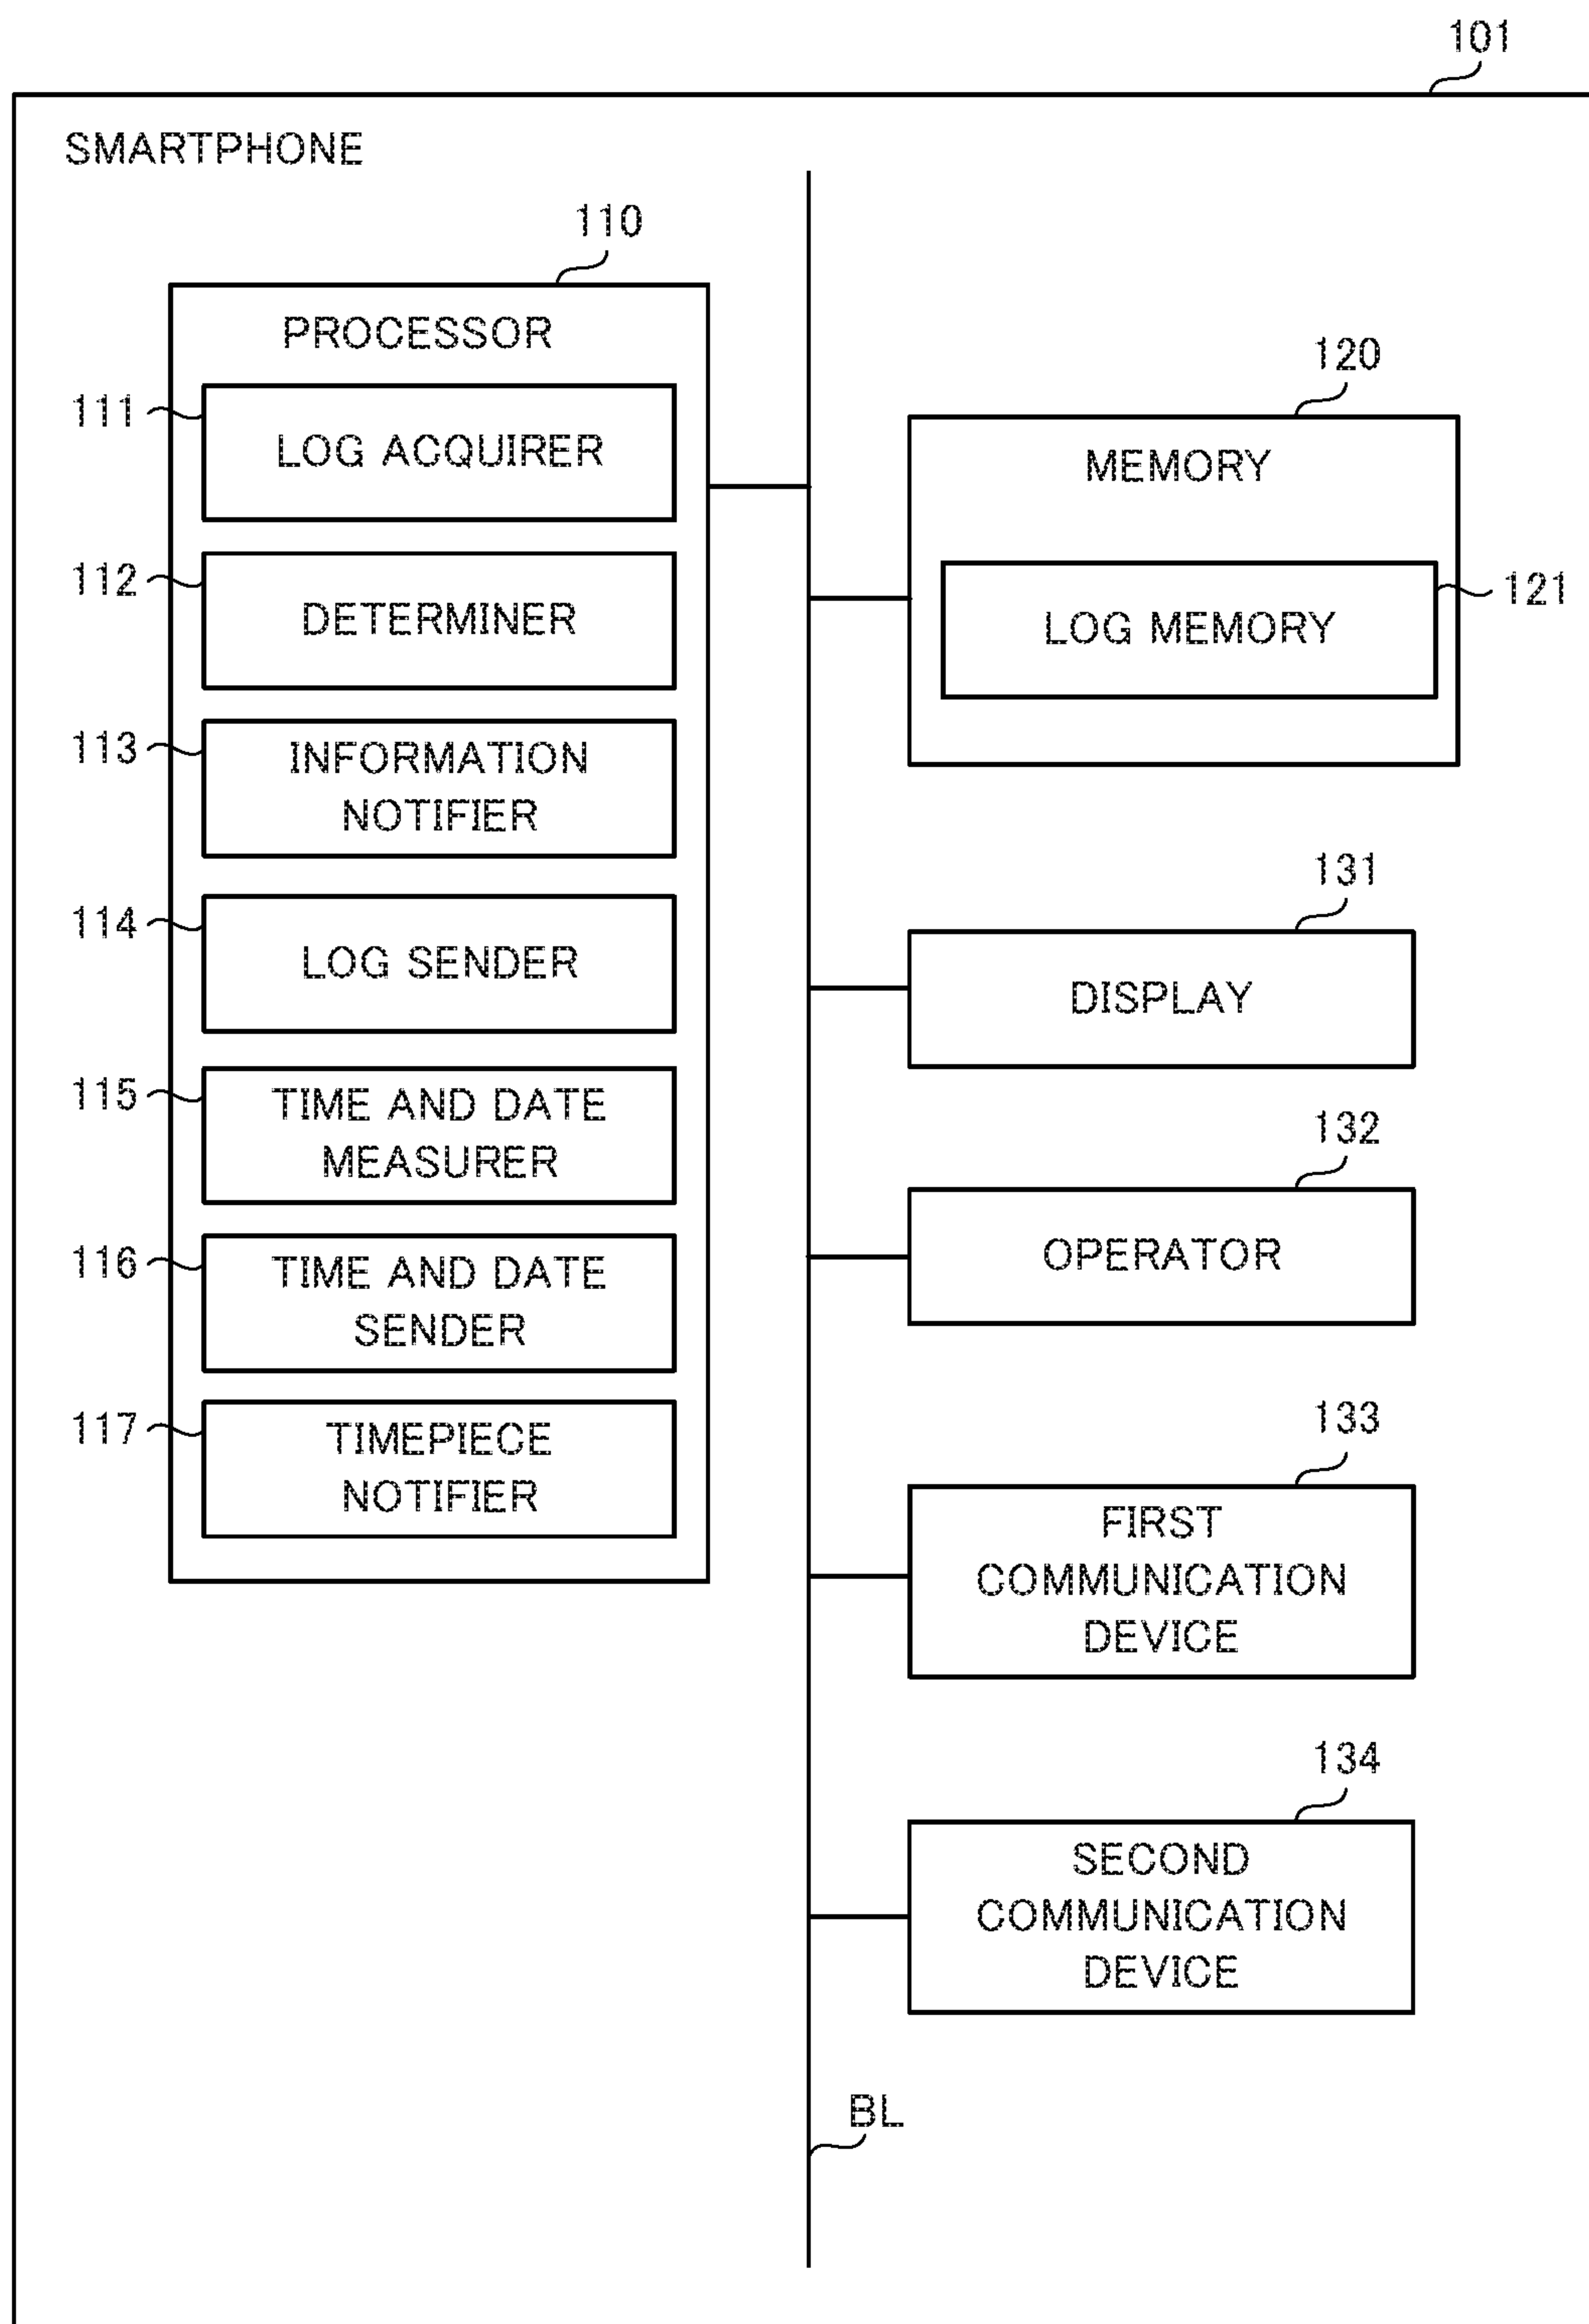 101
SMARTPHONE
110
PROCESSOR
111
LOG ACQUIRER
112
DETERMINER
113
INFORMATION
NOTIFIER
114
LOG SENDER
115
TIME AND DATE
MEASURER
116
TIME AND DATE
SENDER
117
TIMEPIECE
NOTIFIER
120
MEMORY
121
LOG MEMORY
131
DISPLAY
132
OPERATOR
133
FIRST
COMMUNICATION
DEVICE
134
SECOND
COMMUNICATION
DEVICE
BL